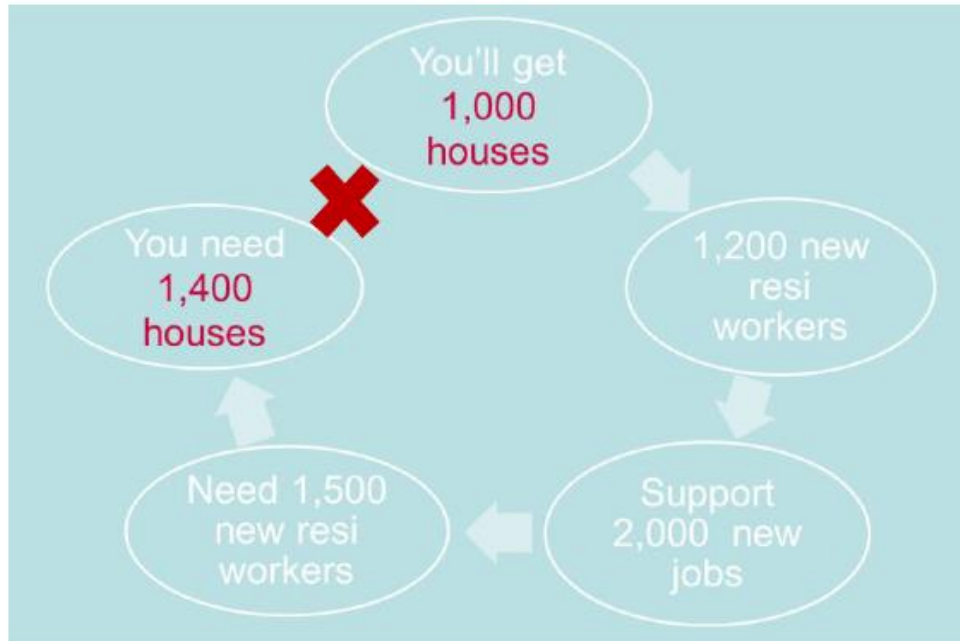 You'll get
1,000
houses
1,200 new
resi
workers
Support
2,000 new
jobs
Need 1,500
new resi
workers
You need
1,400
houses